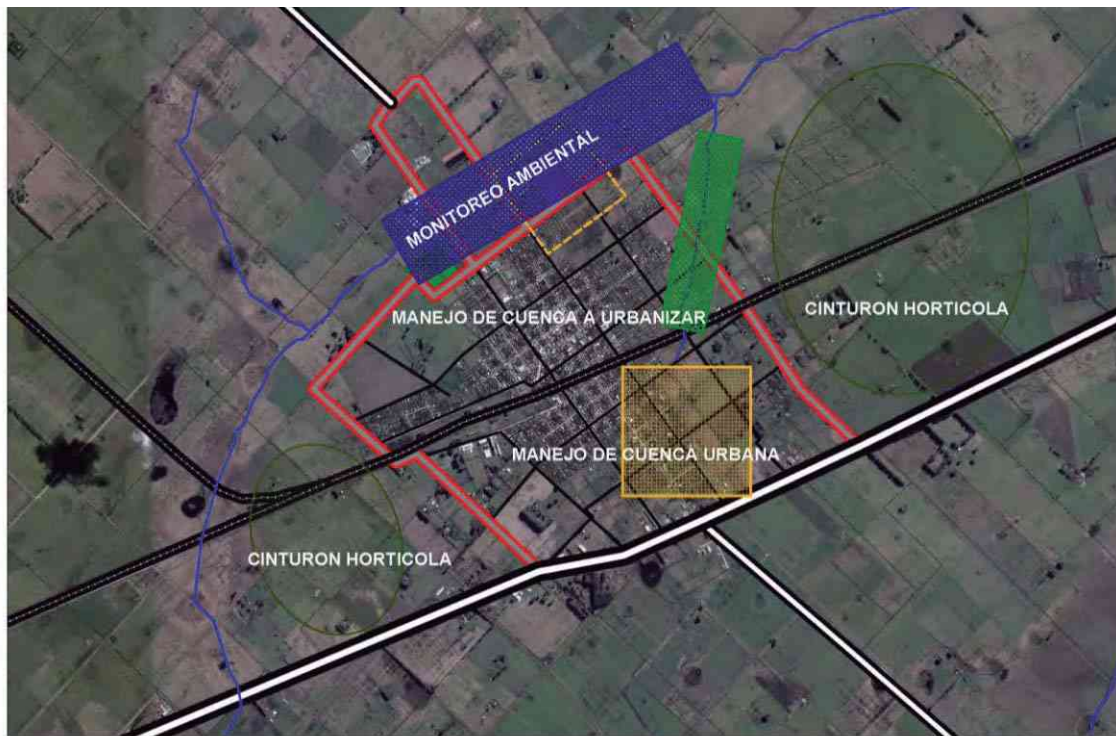 MONITOREO AMBIENTAL
MANEJO DE CUENCA A URBANIZAR
CINTURON HORTICOLA
MANEJO DE CUENCA URBANA
CINTURON HORTICOLA